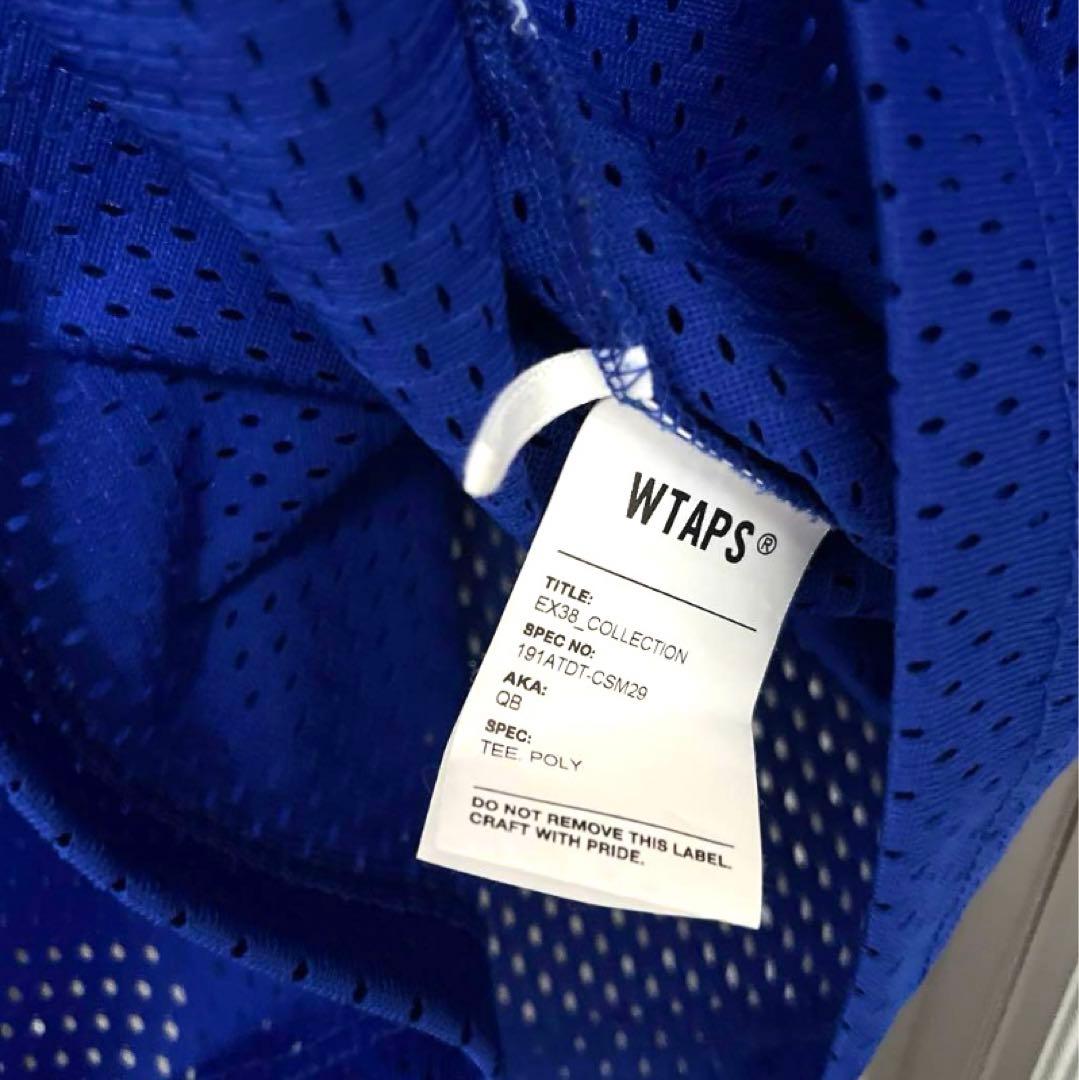 WTAPS®
TITLE:
EX38_COLLECTION
SPEC NO:
191ATDT-CSM29
AKA:
QB
SPEC:
TEE. POLY
DO NOT REMOVE THIS LABEL.
CRAFT WITH PRIDE.